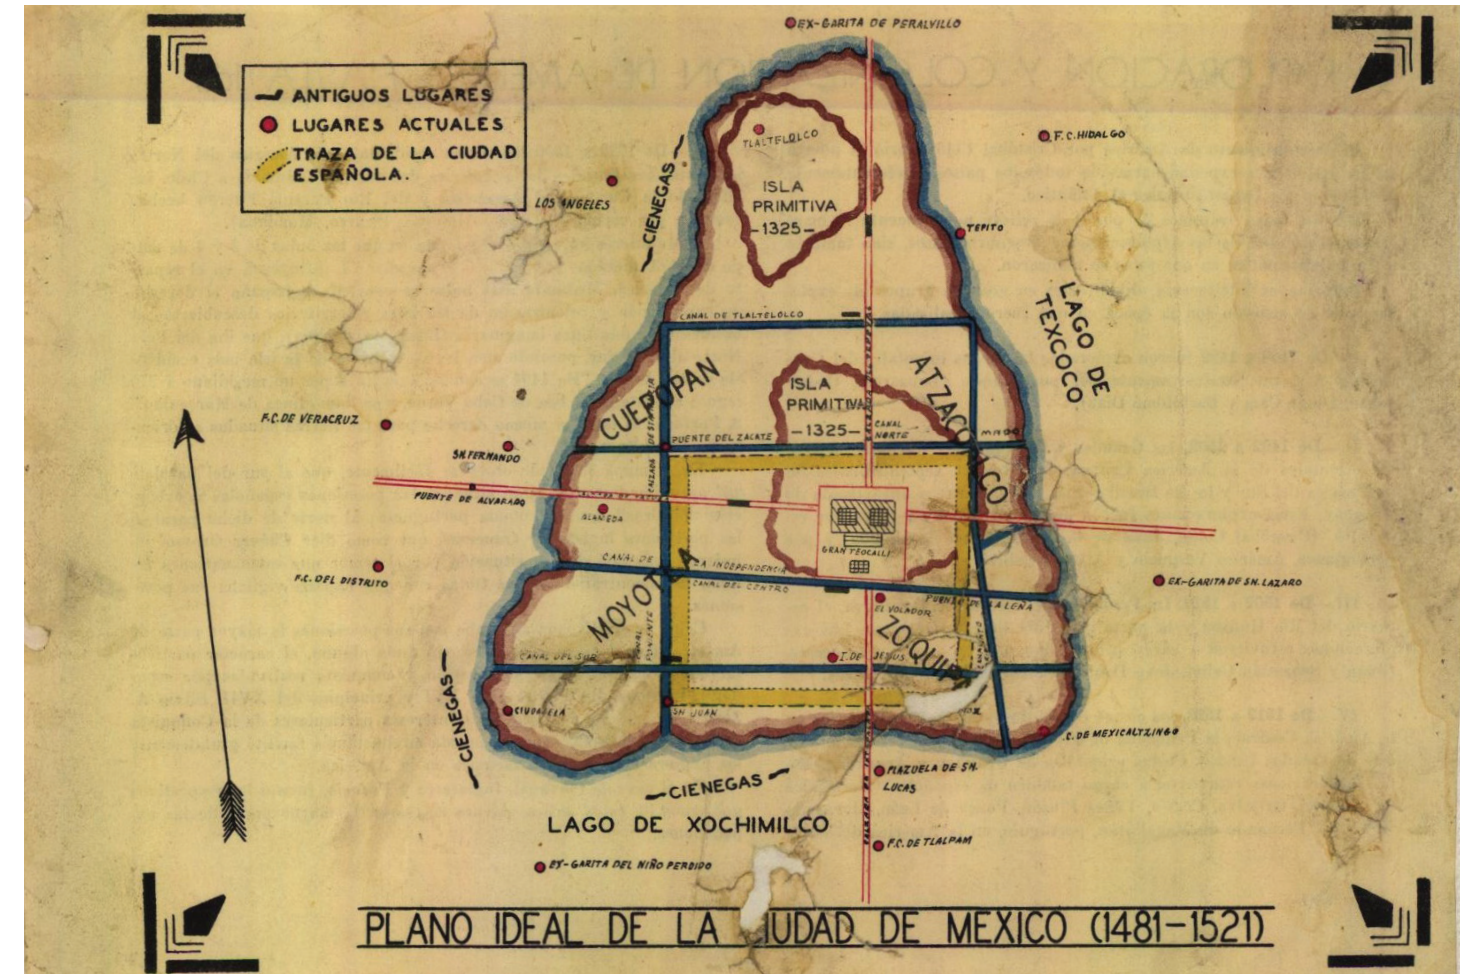 EX-GARITA DE PERALVILLO
ANTIGUOS LUGARES
LUGARES ACTUALES
TRAZA DE LA CIUDAD
ESPAÑOLA.
F.C. HIDALGO
TLALTELOLCO
ISLA
PRIMITIVA
-1325-
CIENEGAS
LOS ANGELES
TEPITO
LAGO DE
TEXCOCO
CANAL DE TLALTELOLCO
CUEPOPAN
ATZACOALCO
ISLA
PRIMITIVA
-1325-
CANAL
NORTE
F.C. DE VERACRUZ
PUENTE DEL ZACATE
SN. FERNANDO
CALZADA
PUENTE DE ALVARADO
ALAMEDA
GRAN TEOCALLI
CANAL DE
LA INDEPENDENCIA
CANAL DEL CENTRO
F.C. DEL DISTRITO
EX-GARITA DE SN. LAZARO
PUENTE DE LA LEÑA
EL VOLADOR
MOYOTLA
ZOQUIPA
CANAL
PONIENTE
CANAL DEL SUR
I. DE JESUS
CIENEGAS
CIUDADELA
SN JUAN
C. DE MEXICALTZINGO
PLAZUELA DE SN.
LUCAS
CIENEGAS
LAGO DE XOCHIMILCO
F.C. DE TLALPAM
EX-GARITA DEL NIÑO PERDIDO
PLANO IDEAL DE LA IUDAD DE MEXICO (1481-1521)